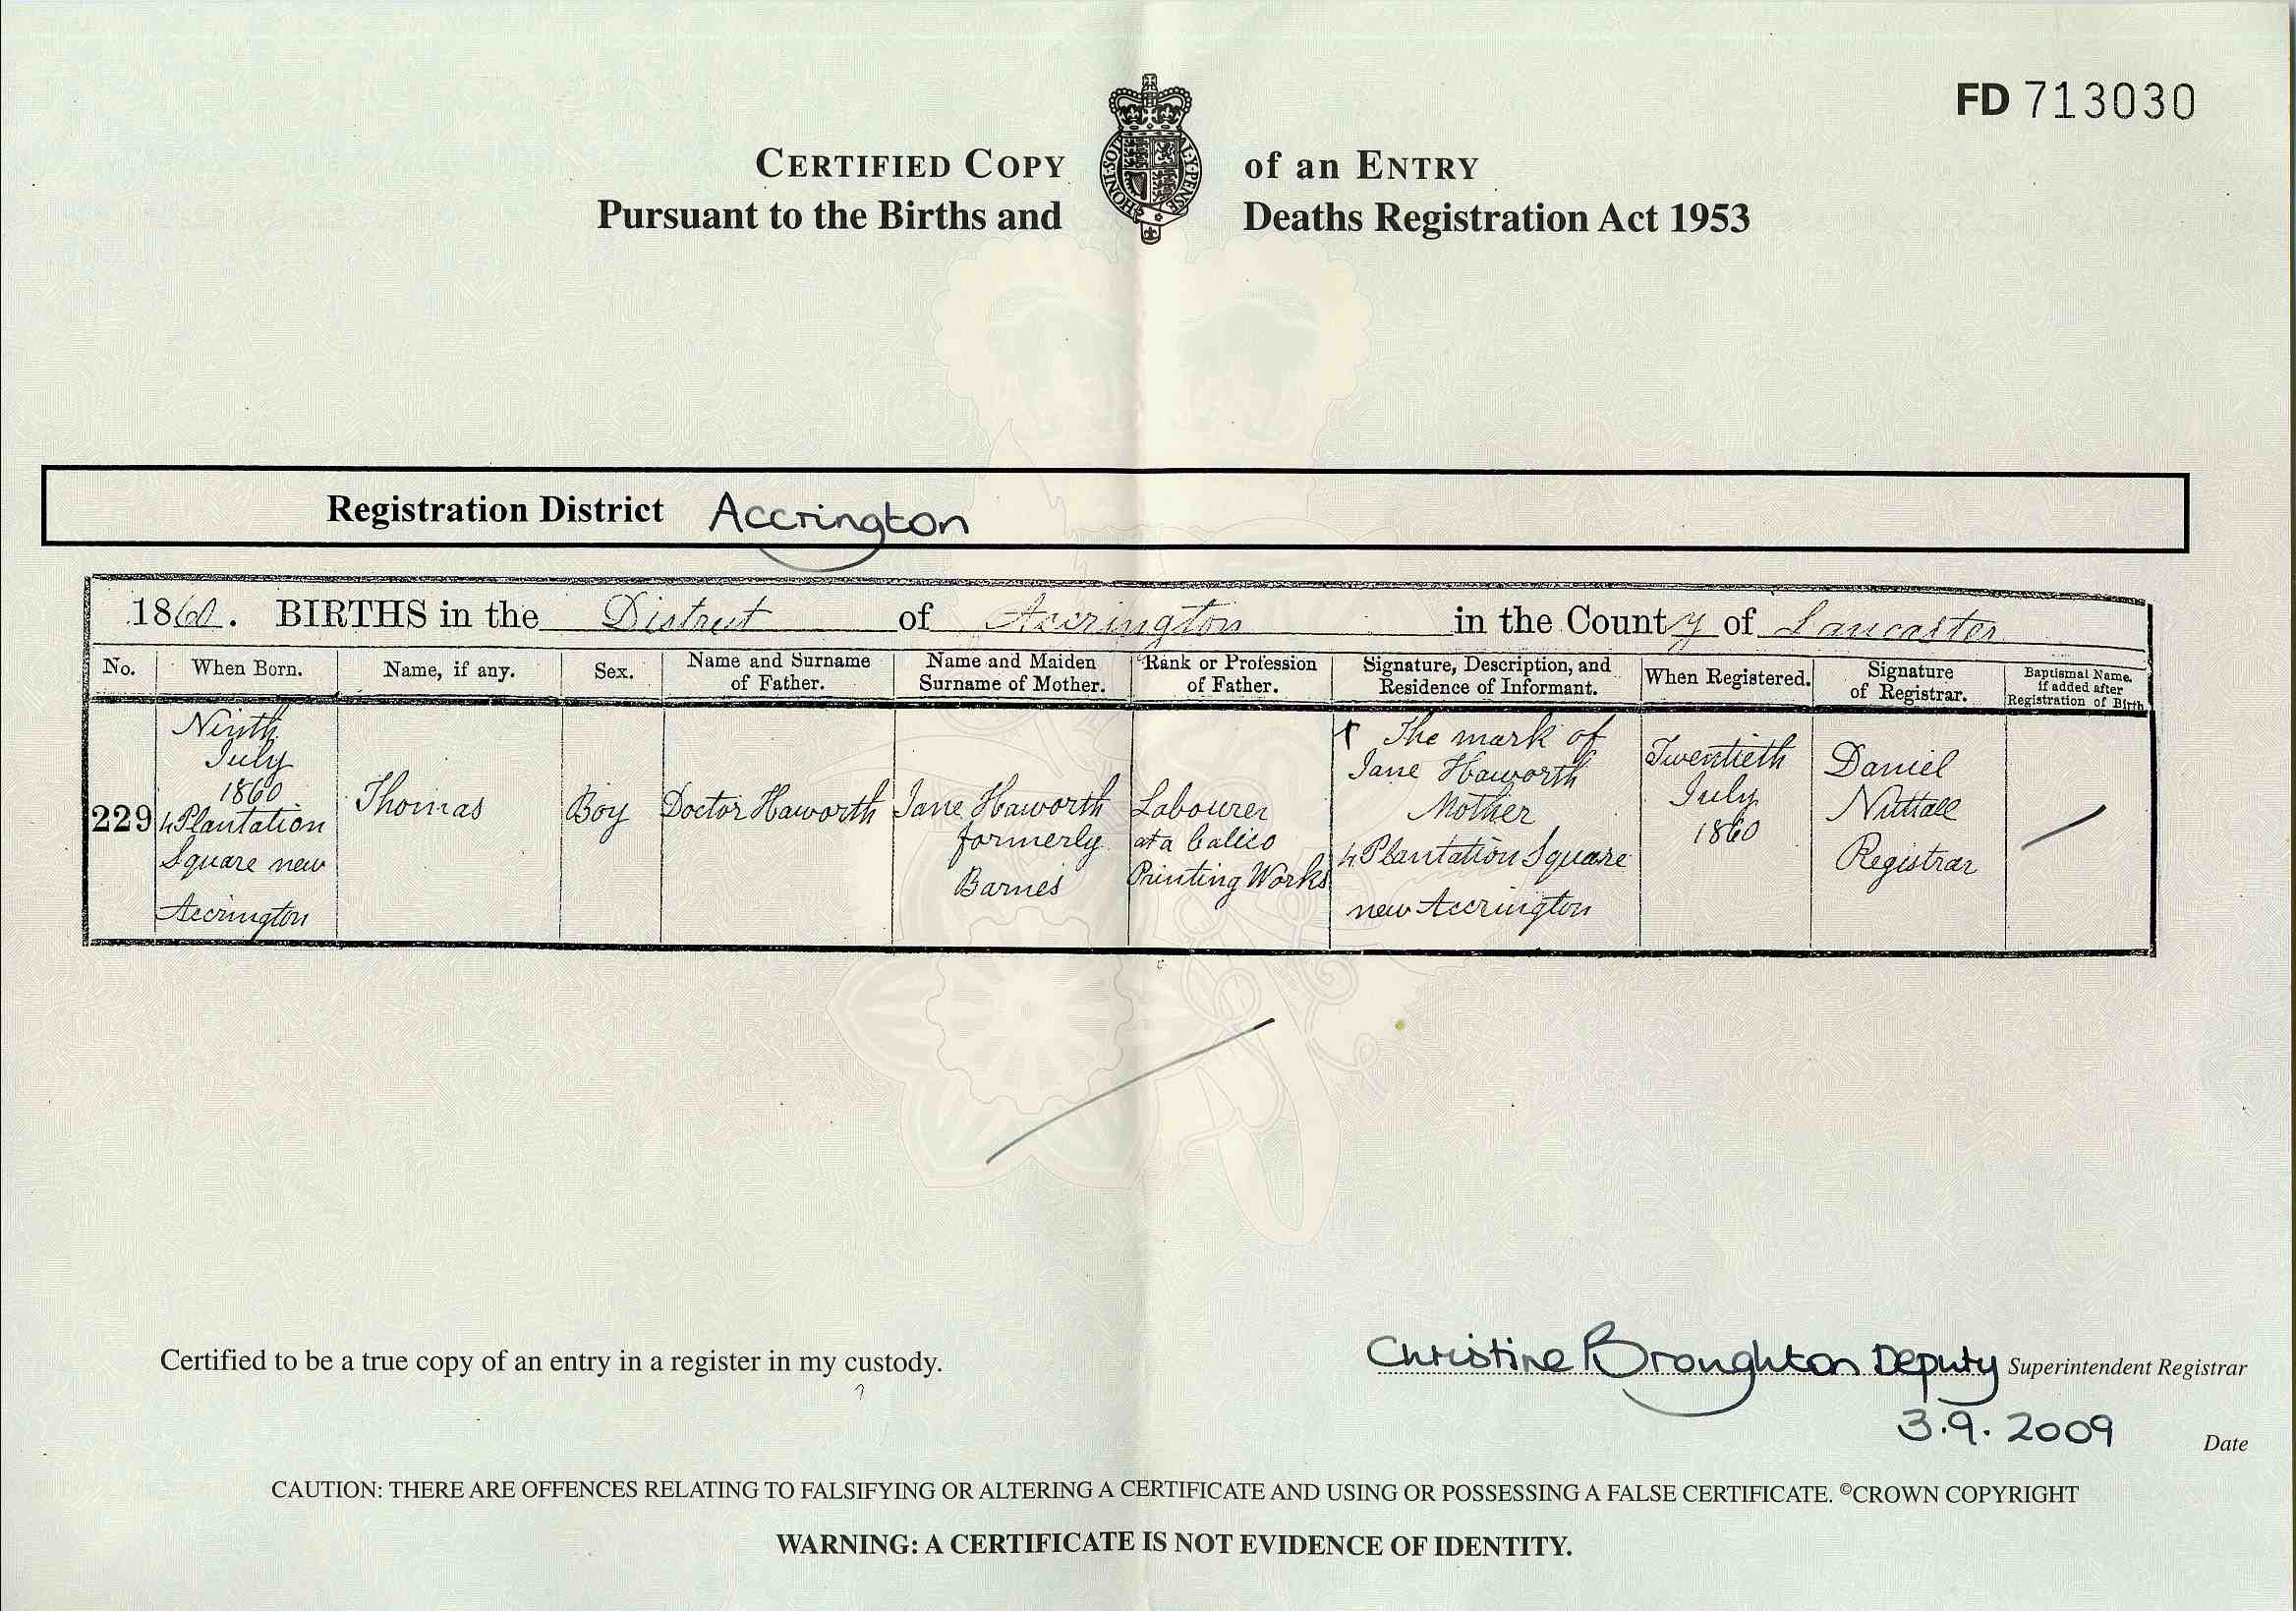 FD 713030
CERTIFIED COPY of an ENTRY
Pursuant to the Births and Deaths Registration Act 1953
HONI SOIT QUI MAL Y PENSE
Registration District Accrington
1860. BIRTHS in the District of Accrington in the County of Lancaster
No.
When Born.
Name, if any.
Sex.
Name and Surname
of Father.
Name and Maiden
Surname of Mother.
Rank or Profession
of Father.
Signature, Description, and
Residence of Informant.
When Registered.
Signature
of Registrar.
Baptismal Name,
if added after
Registration of Birth
229
Ninth
July
1860
4 Plantation
Square new
Accrington
Thomas
Boy
Doctor Haworth
Jane Haworth
formerly
Barnes
Labourer
at a Calico
Printing Works
The mark of
Jane Haworth
Mother
4 Plantation Square
new Accrington
Twentieth
July
1860
Daniel
Nuttall
Registrar
Certified to be a true copy of an entry in a register in my custody.
Christine Broughton Deputy Superintendent Registrar
3.9.2009 Date
CAUTION: THERE ARE OFFENCES RELATING TO FALSIFYING OR ALTERING A CERTIFICATE AND USING OR POSSESSING A FALSE CERTIFICATE. ©CROWN COPYRIGHT
WARNING: A CERTIFICATE IS NOT EVIDENCE OF IDENTITY.